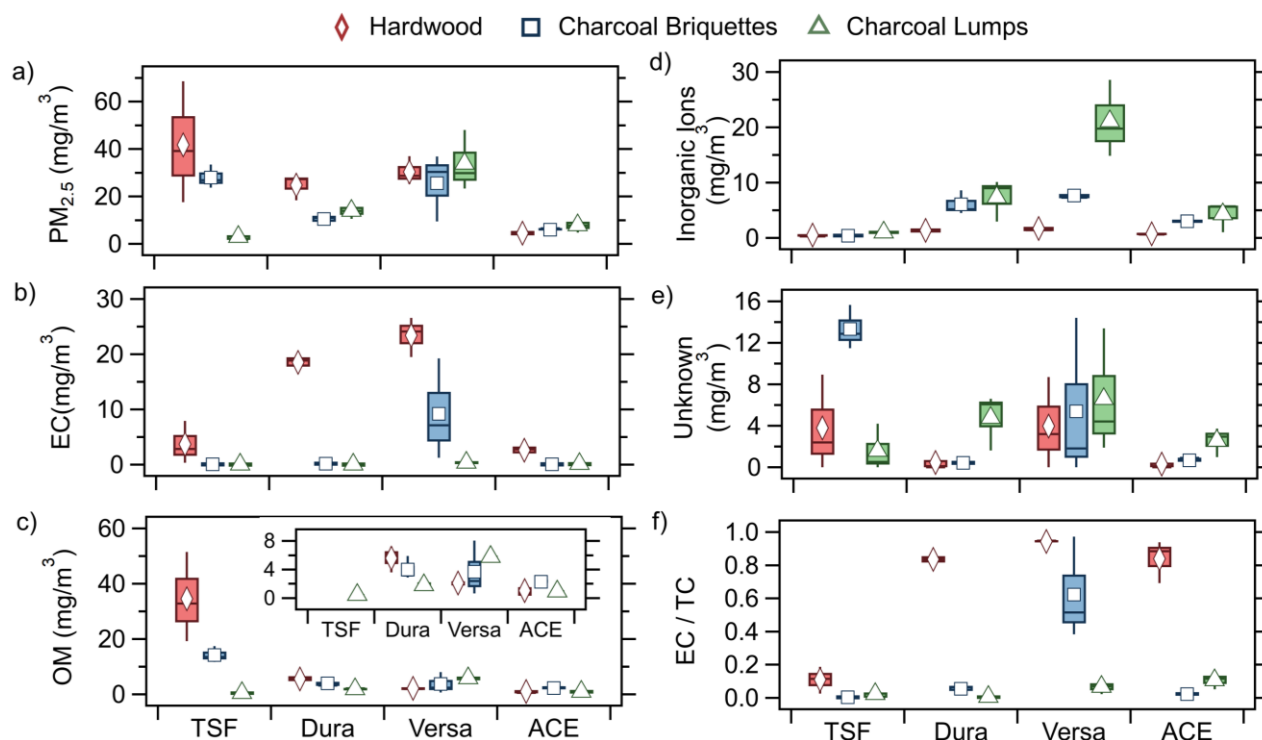 Hardwood Charcoal Briquettes Charcoal Lumps
a)
PM2.5 (mg/m3)
60
40
20
0
b)
EC(mg/m3)
30
20
10
0
c)
OM (mg/m3)
60
40
20
0
8
4
0
TSF Dura Versa ACE
TSF Dura Versa ACE
d)
Inorganic Ions
(mg/m3)
30
20
10
0
e)
Unknown
(mg/m3)
16
12
8
4
0
f)
EC / TC
1.0
0.8
0.6
0.4
0.2
0.0
TSF Dura Versa ACE